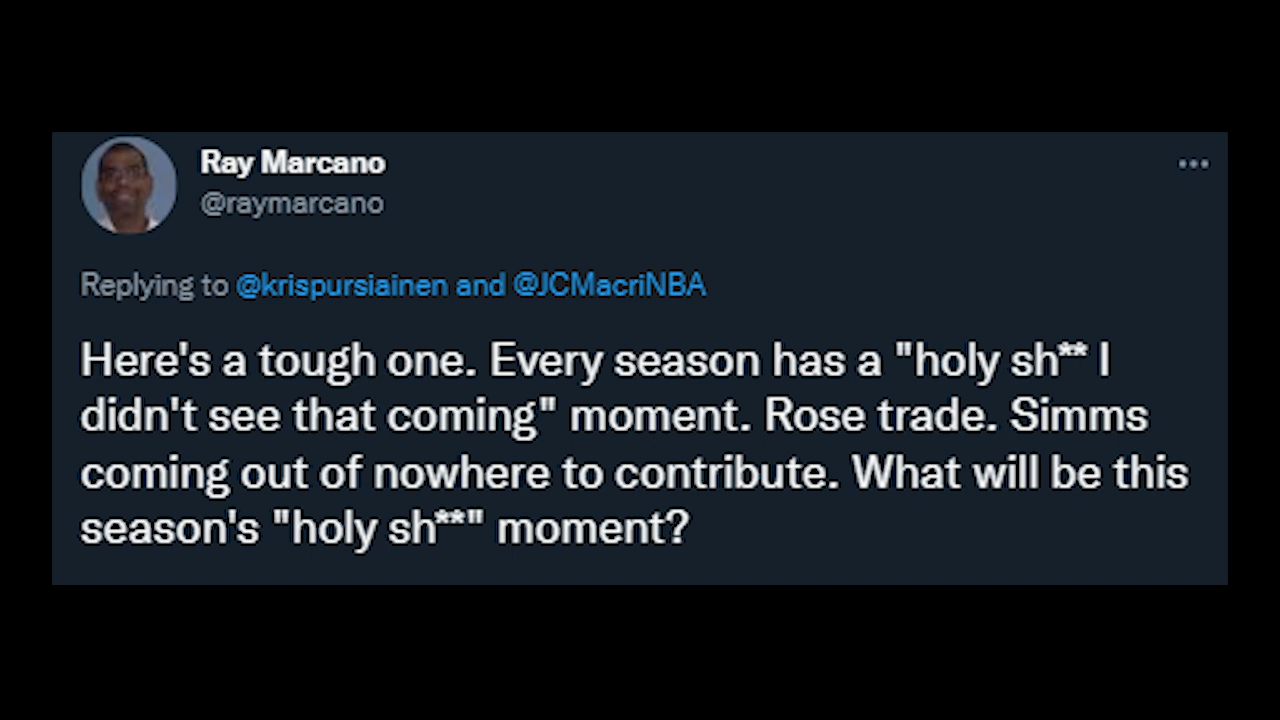 Ray Marcano
@raymarcano
Replying to @krispursiainen and @JCMacriNBA
Here's a tough one. Every season has a "holy sh** I
didn't see that coming" moment. Rose trade. Simms
coming out of nowhere to contribute. What will be this
season's "holy sh**" moment?